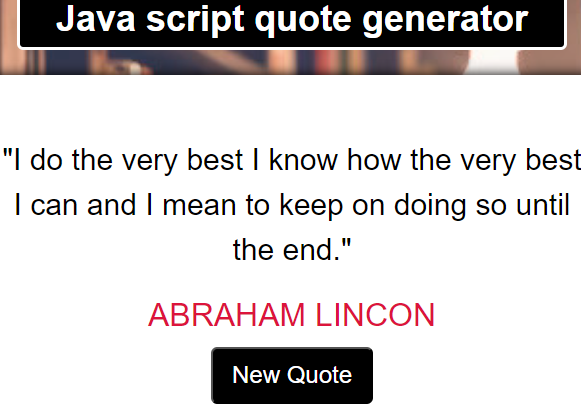 Java script quote generator
"I do the very best I know how the very best
I can and I mean to keep on doing so until
the end."
ABRAHAM LINCON
New Quote